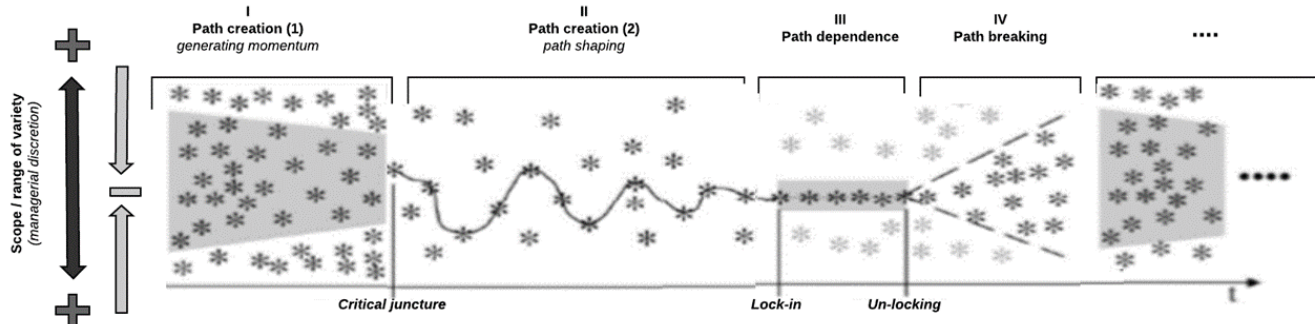 I
Path creation (1)
generating momentum
II
Path creation (2)
path shaping
III
Path dependence
IV
Path breaking
....
Scope / range of variety
(managerial discretion)
Critical juncture
Lock-in
Un-locking
t